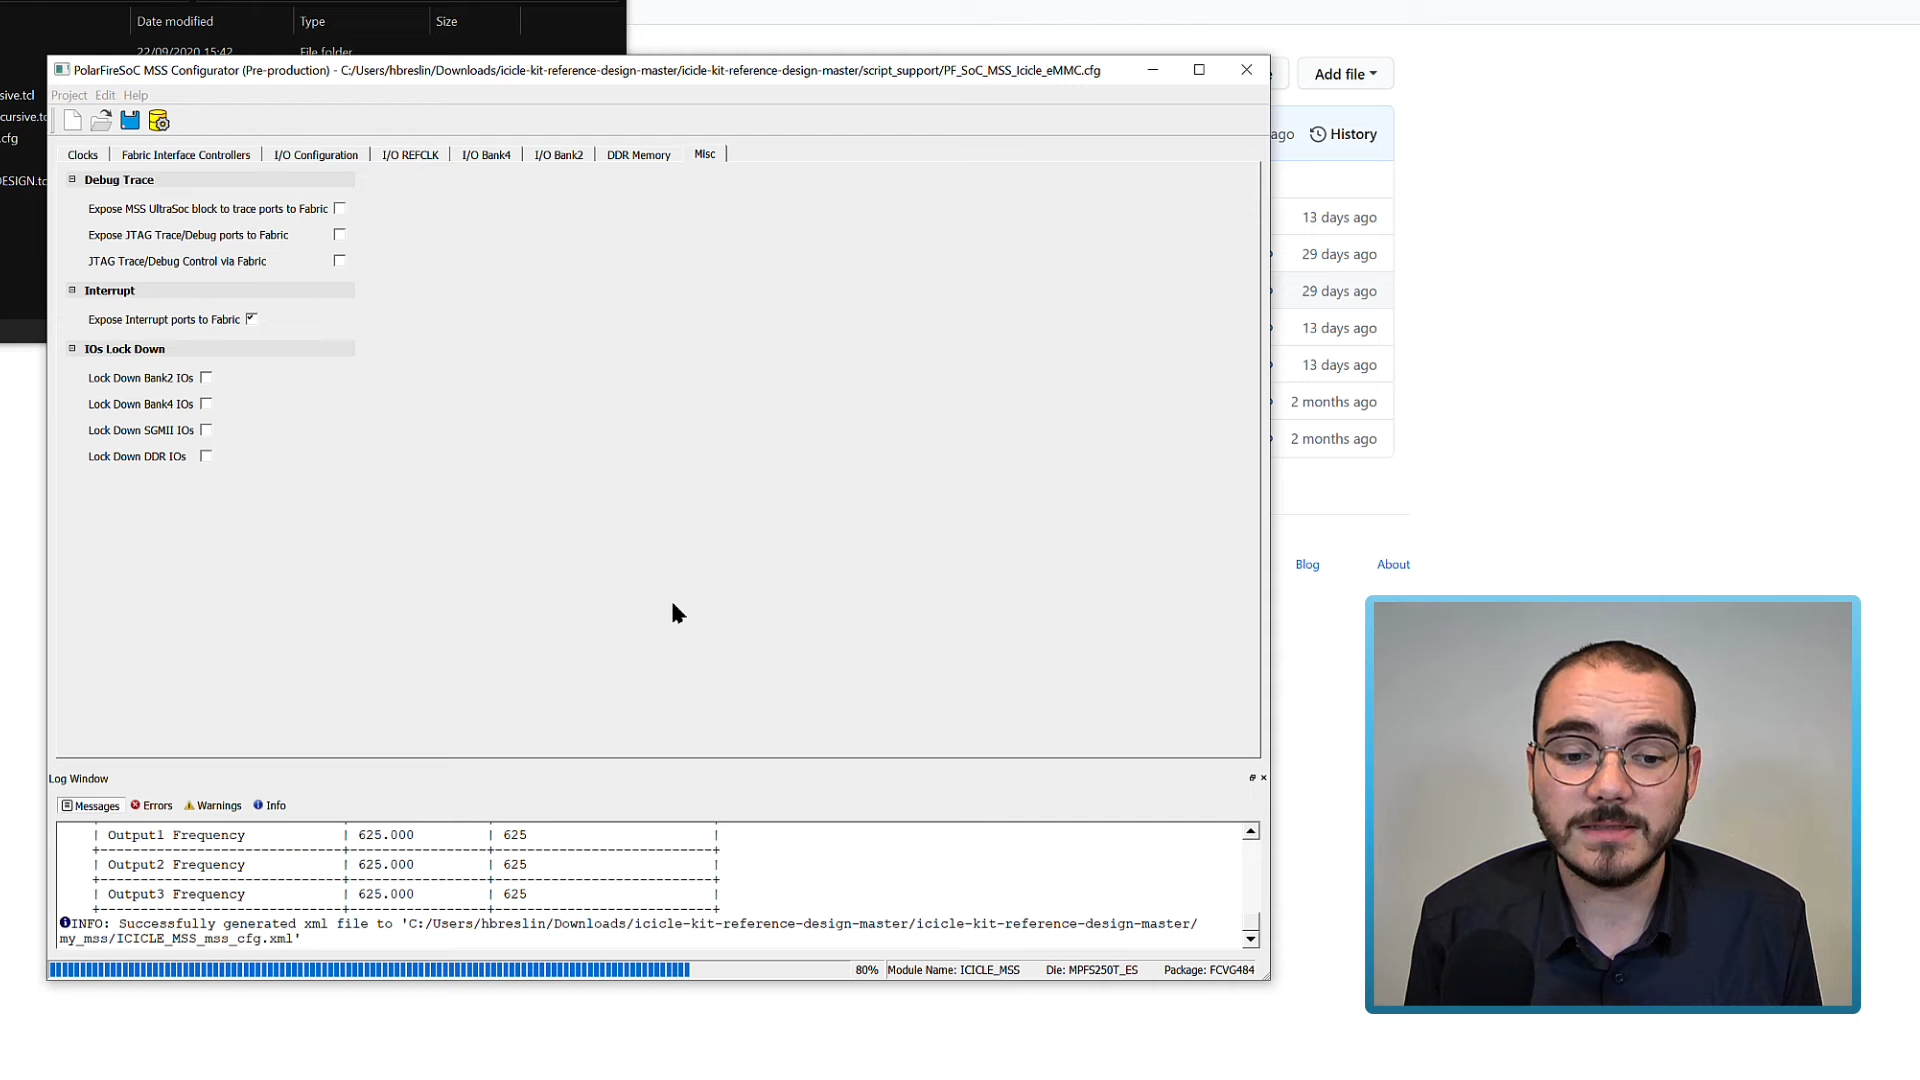 Date modified
Type
Size
22/09/2020 15:42
File folder
sive.tcl
cursive.tc
.cfg
DESIGN.tc
PolarFireSoC MSS Configurator (Pre-production) - C:/Users/hbreslin/Downloads/icicle-kit-reference-design-master/icicle-kit-reference-design-master/script_support/PF_SoC_MSS_Icicle_eMMC.cfg
Project Edit Help
Clocks
Fabric Interface Controllers
I/O Configuration
I/O REFCLK
I/O Bank4
I/O Bank2
DDR Memory
Misc
Debug Trace
Expose MSS UltraSoc block to trace ports to Fabric
Expose JTAG Trace/Debug ports to Fabric
JTAG Trace/Debug Control via Fabric
Interrupt
Expose Interrupt ports to Fabric
IOs Lock Down
Lock Down Bank2 IOs
Lock Down Bank4 IOs
Lock Down SGMII IOs
Lock Down DDR IOs
Log Window
Messages
Errors
Warnings
Info
| Output1 Frequency | 625.000 | 625 |
+-----------------------+-------------+--------------------+
| Output2 Frequency | 625.000 | 625 |
+-----------------------+-------------+--------------------+
| Output3 Frequency | 625.000 | 625 |
+-----------------------+-------------+--------------------+
INFO: Successfully generated xml file to 'C:/Users/hbreslin/Downloads/icicle-kit-reference-design-master/icicle-kit-reference-design-master/
my_mss/ICICLE_MSS_mss_cfg.xml'
80%
Module Name: ICICLE_MSS
Die: MPFS250T_ES
Package: FCVG484
Add file
ago
History
13 days ago
29 days ago
29 days ago
13 days ago
13 days ago
2 months ago
2 months ago
Blog
About